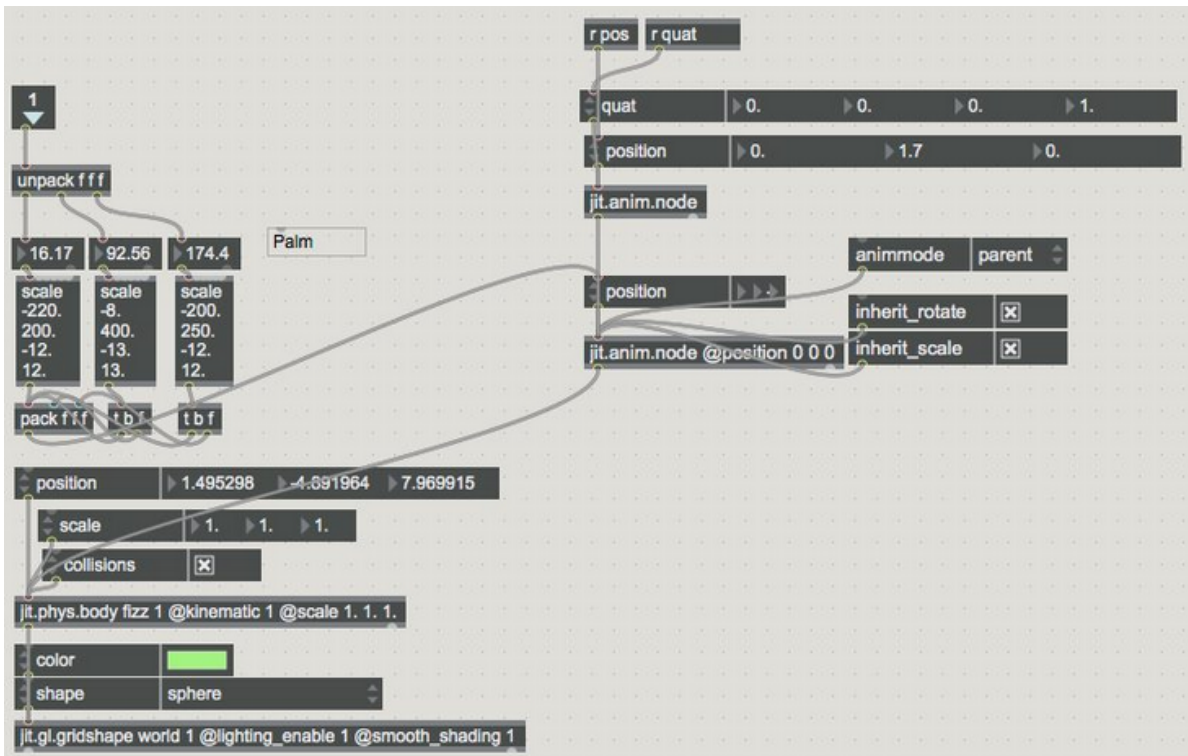 r pos r quat
1
quat 0. 0. 0. 1.
position 0. 1.7 0.
unpack f f f
jit.anim.node
Palm
16.17 92.56 174.4
animmode parent
scale -220. 200. -12. 12.
scale -8. 400. -13. 13.
scale -200. 250. -12. 12.
position
inherit_rotate
jit.anim.node @position 0 0 0
inherit_scale
pack f f f t b f t b f
position 1.495298 -4.891964 7.969915
scale 1. 1. 1.
collisions
jit.phys.body fizz 1 @kinematic 1 @scale 1. 1. 1.
color
shape sphere
jit.gl.gridshape world 1 @lighting_enable 1 @smooth_shading 1